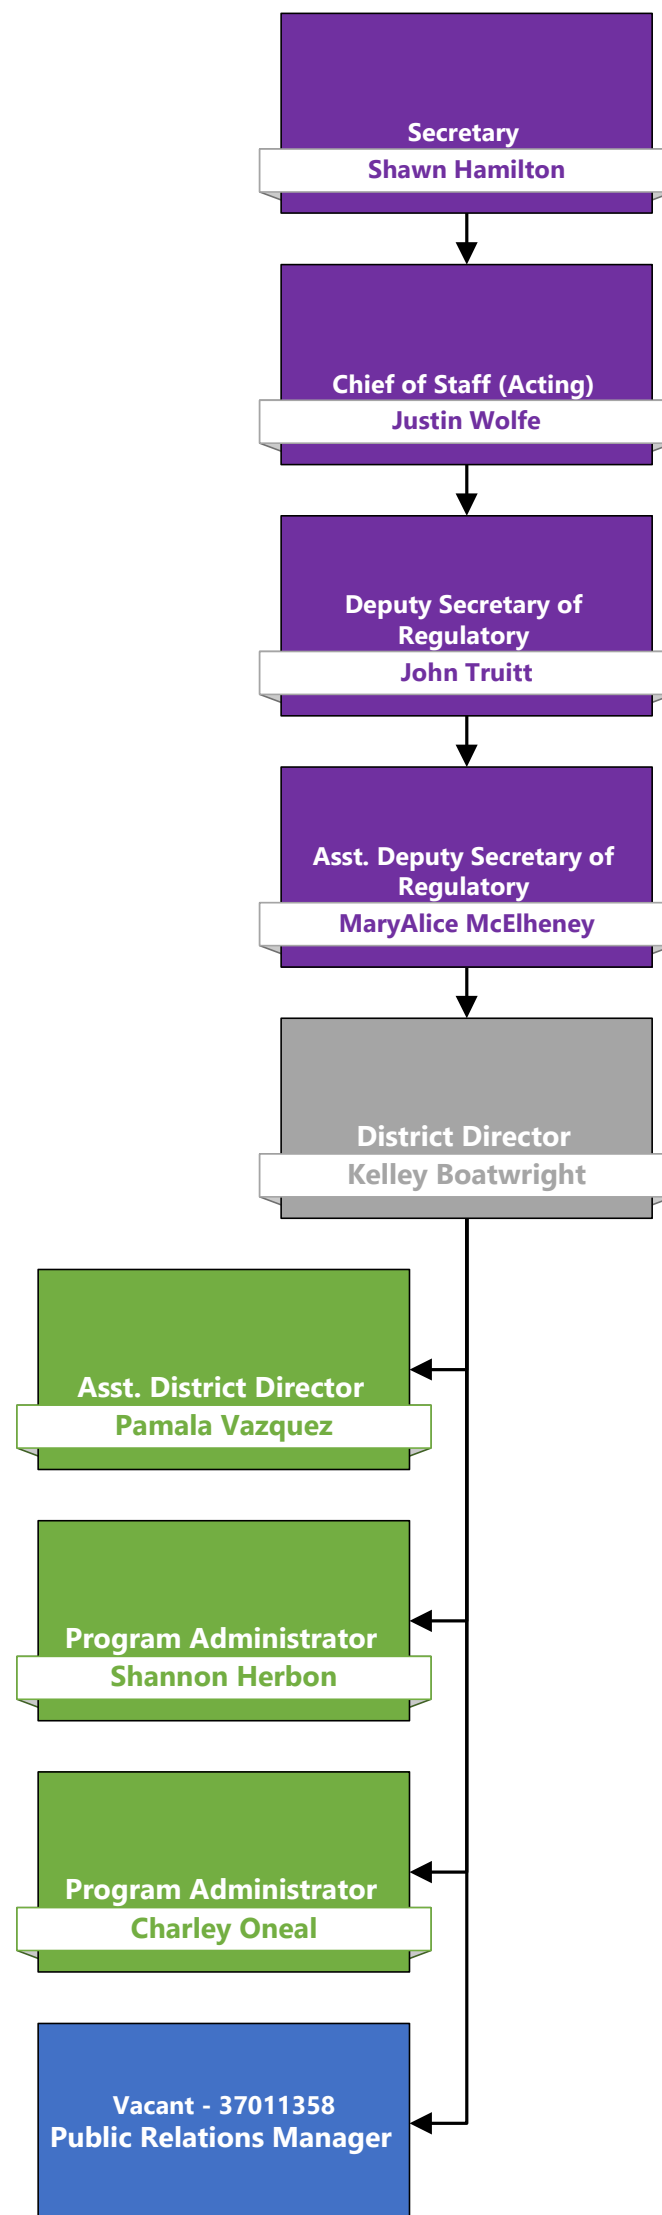 Secretary
Shawn Hamilton
Chief of Staff (Acting)
Justin Wolfe
Deputy Secretary of
Regulatory
John Truitt
Asst. Deputy Secretary of
Regulatory
MaryAlice McElheney
District Director
Kelley Boatwright
Asst. District Director
Pamala Vazquez
Program Administrator
Shannon Herbon
Program Administrator
Charley Oneal
Vacant - 37011358
Public Relations Manager